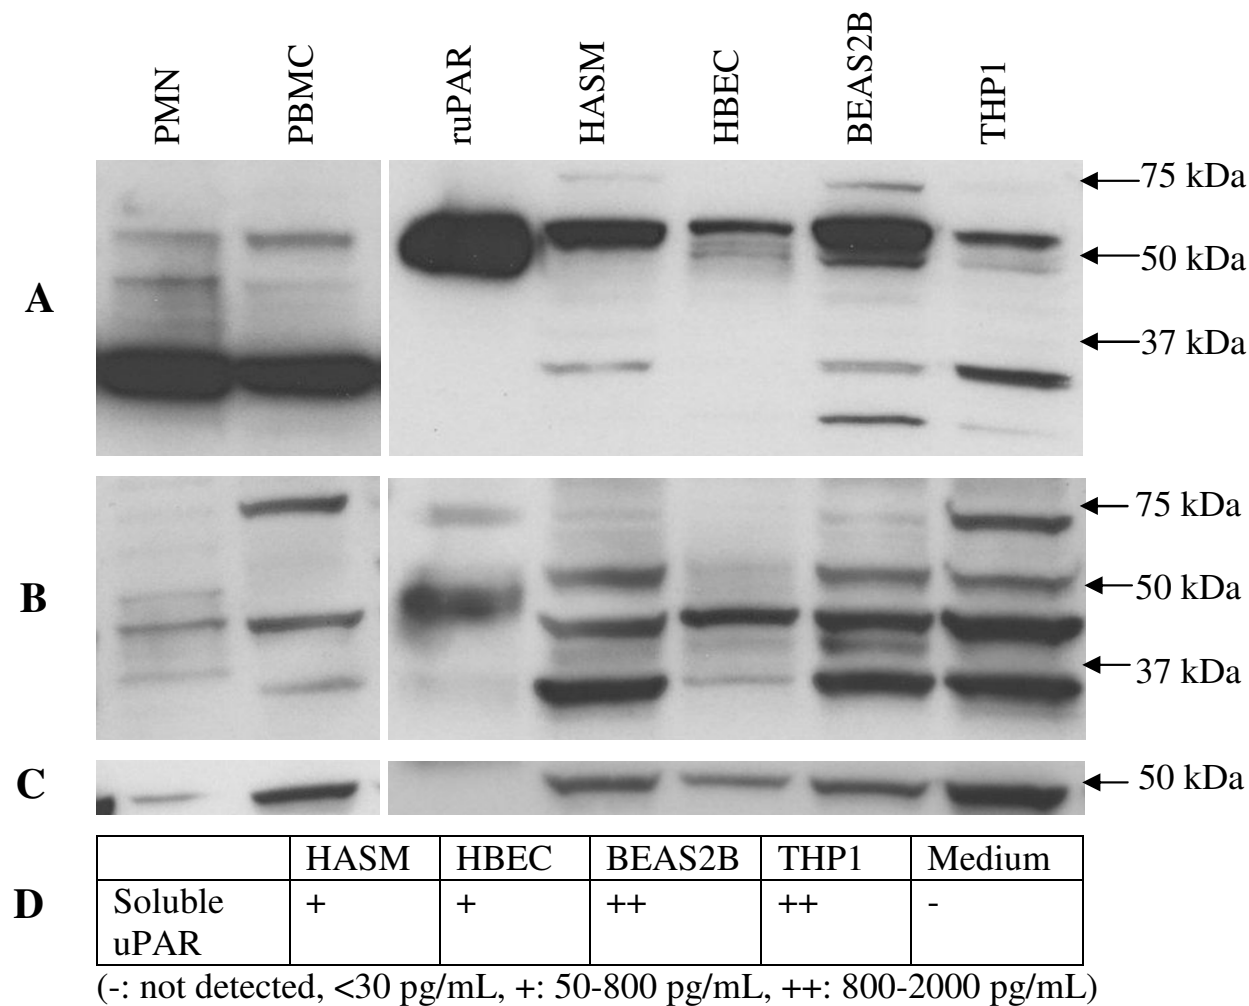 PMN PBMC ruPAR HASM HBEC BEAS2B THP1
A
75 kDa
50 kDa
37 kDa
B
75 kDa
50 kDa
37 kDa
C
50 kDa
D
HASM HBEC BEAS2B THP1 Medium
Soluble + + ++ ++ -
uPAR
(-: not detected, <30 pg/mL, +: 50-800 pg/mL, ++: 800-2000 pg/mL)